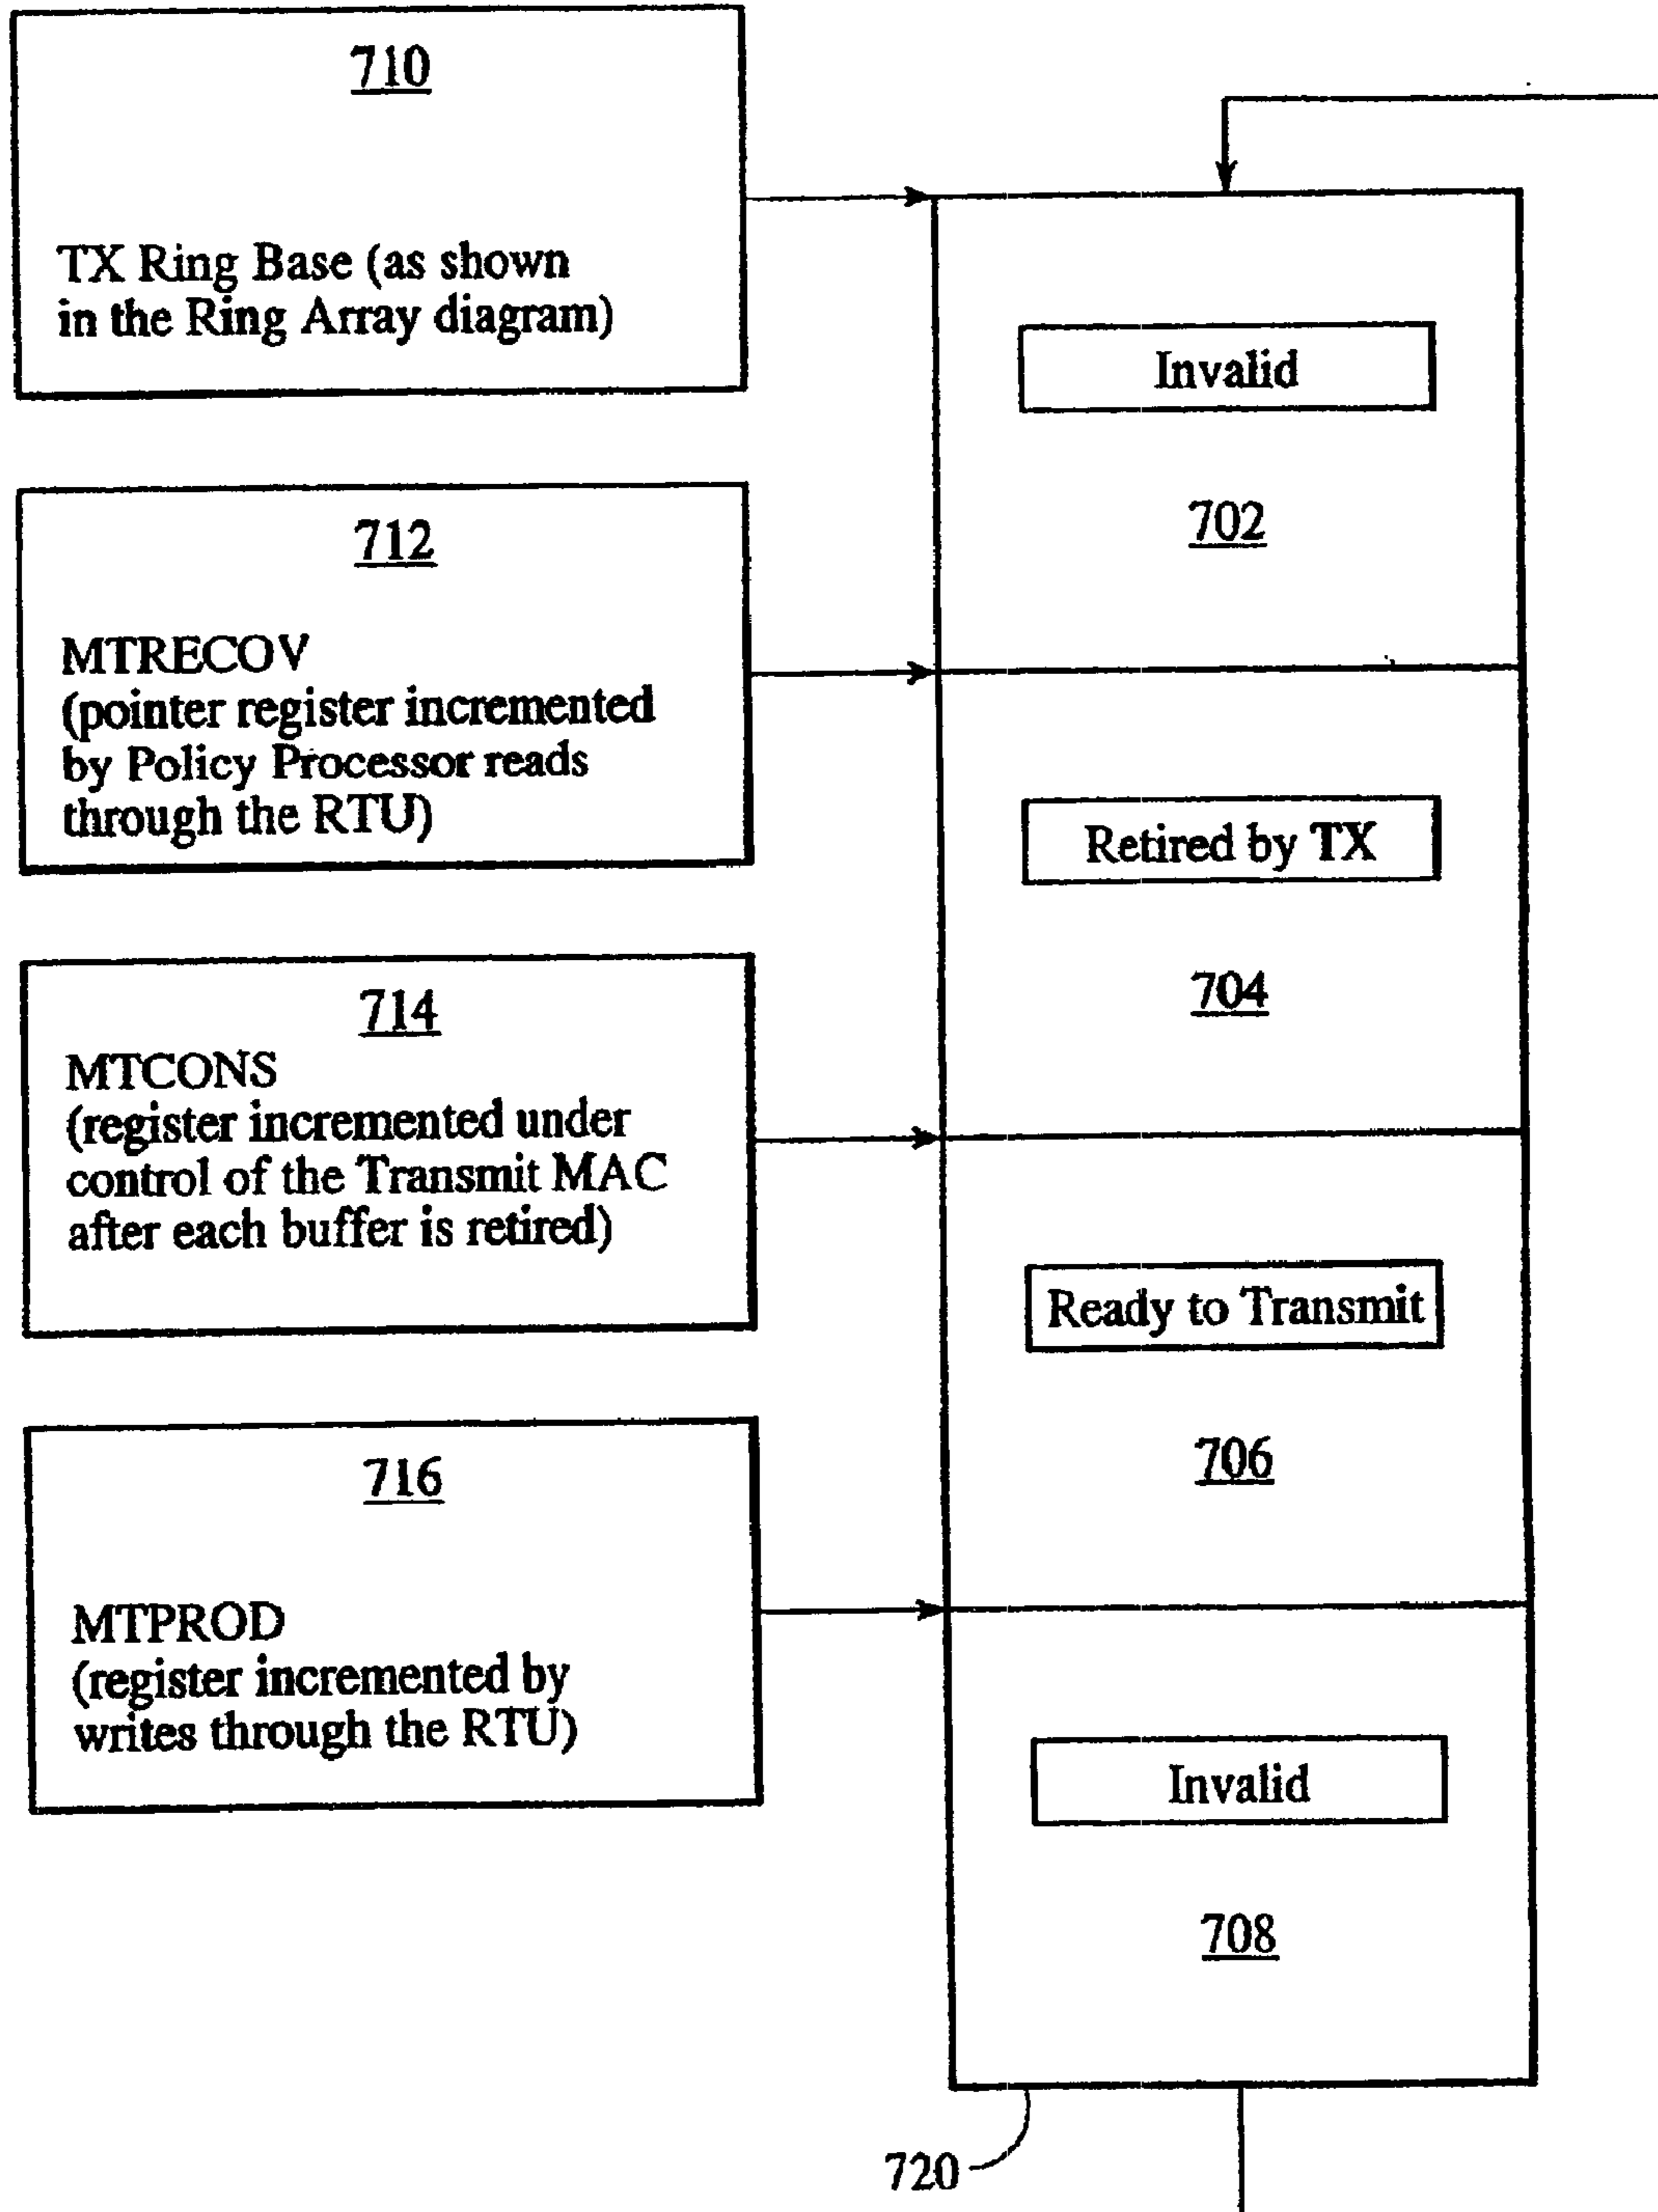 710
TX Ring Base (as shown
in the Ring Array diagram)
Invalid
702
712
MTRECOV
(pointer register incremented
by Policy Processor reads
through the RTU)
Retired by TX
704
714
MTCONS
(register incremented under
control of the Transmit MAC
after each buffer is retired)
Ready to Transmit
706
716
MTPROD
(register incremented by
writes through the RTU)
Invalid
708
720